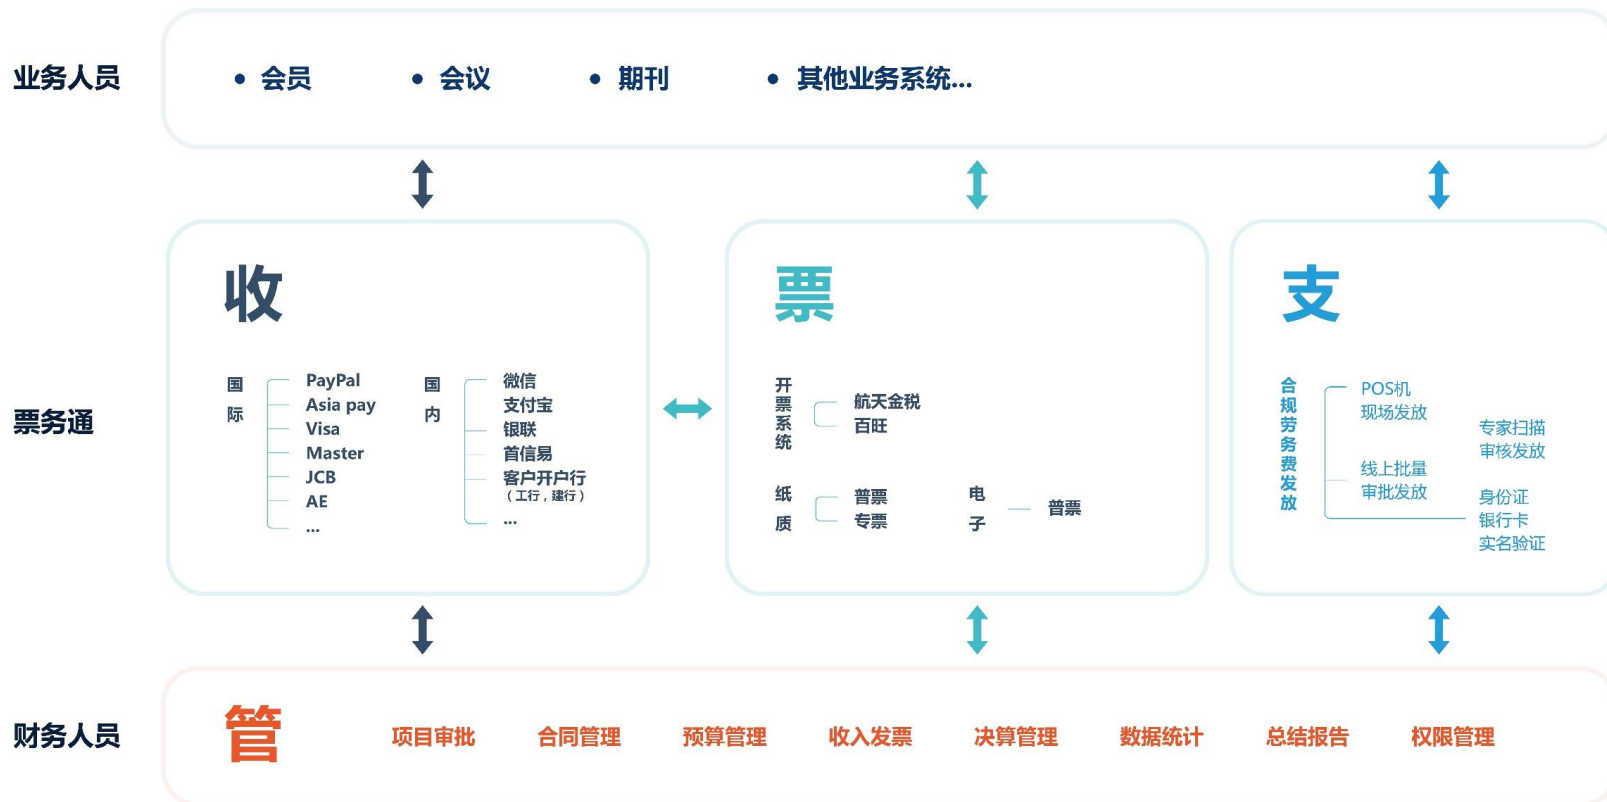 业务人员
• 会员
• 会议
• 期刊
• 其他业务系统...
票务通
收
国际
PayPal
Asia pay
Visa
Master
JCB
AE
...
国内
微信
支付宝
银联
首信易
客户开户行
（工行，建行）
...
票
开票系统
航天金税
百旺
纸质
普票
专票
电子
普票
支
合规劳务费发放
POS机
现场发放
线上批量
审批发放
专家扫描
审核发放
身份证
银行卡
实名验证
财务人员
管
项目审批
合同管理
预算管理
收入发票
决算管理
数据统计
总结报告
权限管理